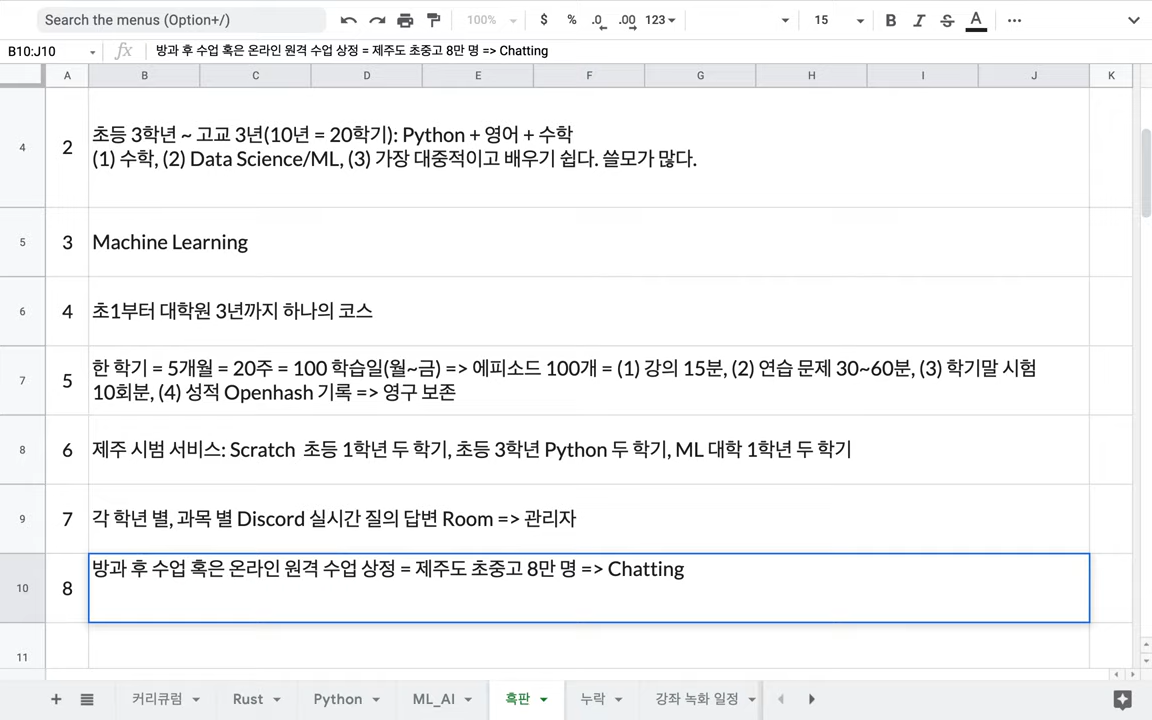 Search the menus (Option+/)
100%
$ % .0 .00 123
15
B I S A
B10:J10
fx
방과 후 수업 혹은 온라인 원격 수업 상정 = 제주도 초중고 8만 명 => Chatting
A B C D E F G H I J K
4
2
초등 3학년 ~ 고교 3년(10년 = 20학기): Python + 영어 + 수학
(1) 수학, (2) Data Science/ML, (3) 가장 대중적이고 배우기 쉽다. 쓸모가 많다.
5
3
Machine Learning
6
4
초1부터 대학원 3년까지 하나의 코스
7
5
한 학기 = 5개월 = 20주 = 100 학습일(월~금) => 에피소드 100개 = (1) 강의 15분, (2) 연습 문제 30~60분, (3) 학기말 시험
10회분, (4) 성적 Openhash 기록 => 영구 보존
8
6
제주 시범 서비스: Scratch 초등 1학년 두 학기, 초등 3학년 Python 두 학기, ML 대학 1학년 두 학기
9
7
각 학년 별, 과목 별 Discord 실시간 질의 답변 Room => 관리자
10
8
방과 후 수업 혹은 온라인 원격 수업 상정 = 제주도 초중고 8만 명 => Chatting
11
커리큐럼 Rust Python ML_AI 흑판 누락 강좌 녹화 일정